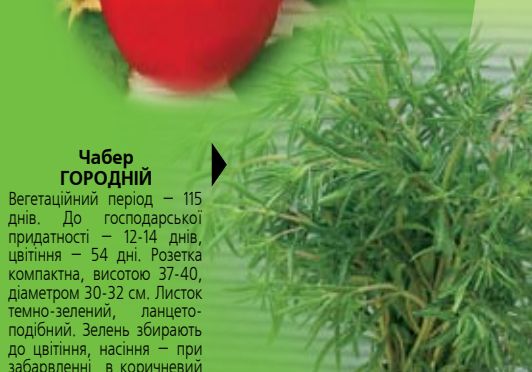 Чабер
ГОРОДНІЙ
Вегетаційний період – 115
днів. До господарської
придатності – 12-14 днів,
цвітіння – 54 дні. Розетка
компактна, висотою 37-40,
діаметром 30-32 см. Листок
темно-зелений, ланцето-
подібний. Зелень збирають
до цвітіння, насіння – при
забарвленні в коричневий